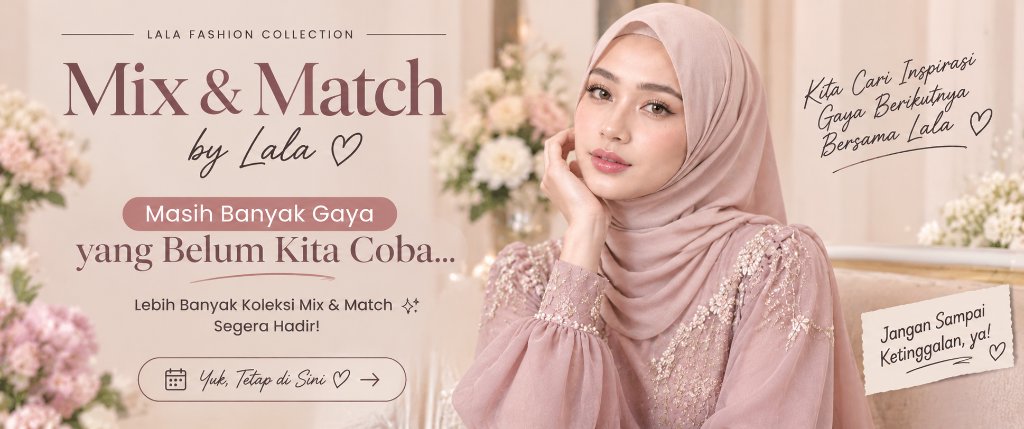 LALA FASHION COLLECTION
Mix & Match
by Lala
Masih Banyak Gaya
yang Belum Kita Coba...
Lebih Banyak Koleksi Mix & Match
Segera Hadir!
Yuk, Tetap di Sini
Kita Cari Inspirasi
Gaya Berikutnya
Bersama Lala
Jangan Sampai
Ketinggalan, ya!